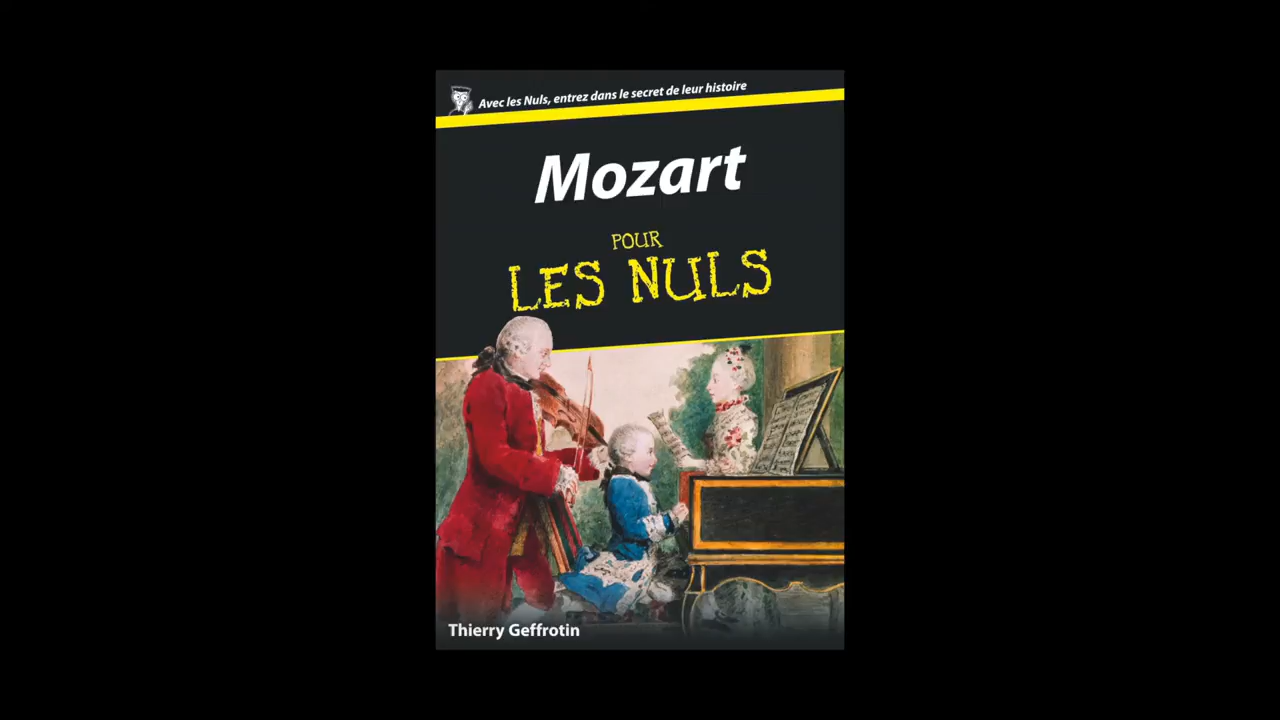 Avec les Nuls, entrez dans le secret de leur histoire
Mozart
POUR
LES NULS
Thierry Geffrotin